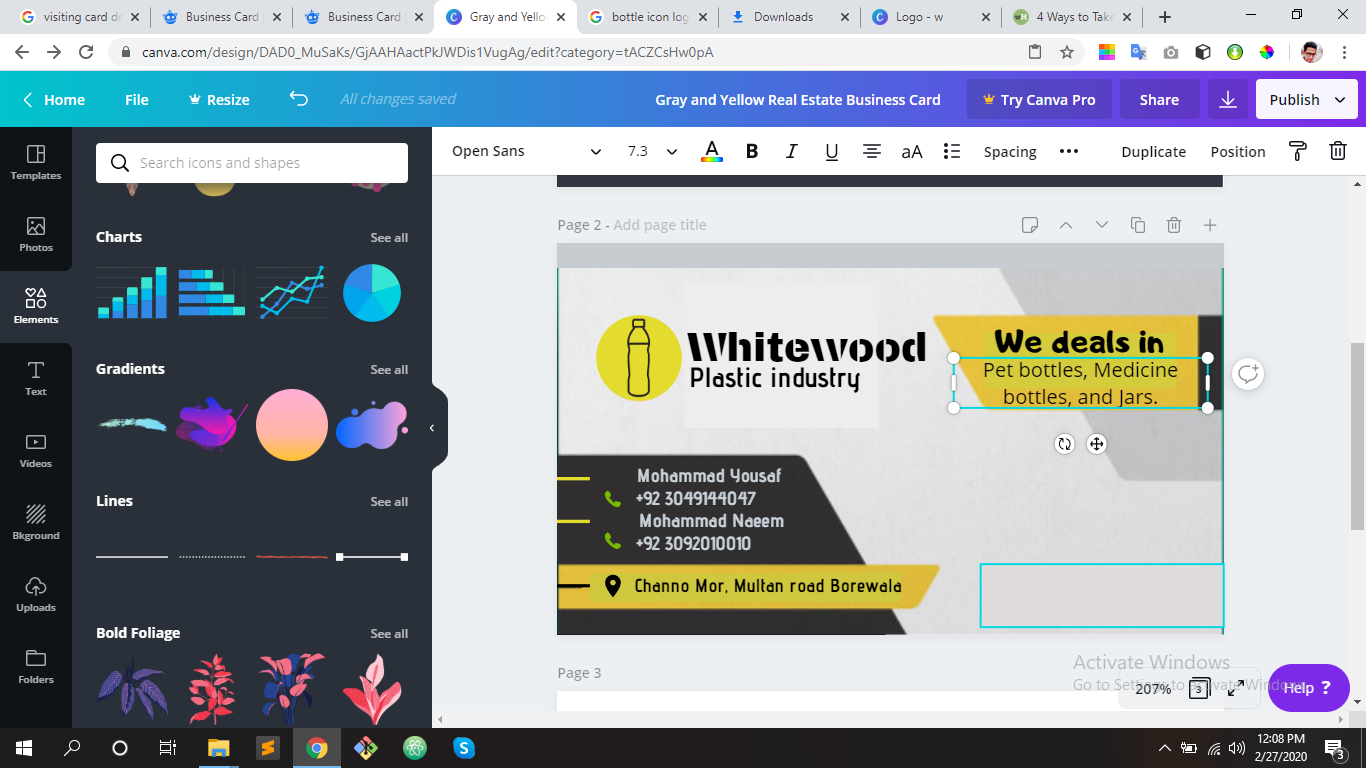 visiting card de
Business Card
Business Card
Gray and Yello
bottle icon log
Downloads
Logo - w
4 Ways to Take
canva.com/design/DAD0_MuSaKs/GjAAHAactPkJWDis1VugAg/edit?category=tACZCsHw0pA
Home
File
Resize
All changes saved
Gray and Yellow Real Estate Business Card
Try Canva Pro
Share
Publish
Templates
Photos
Elements
Text
Videos
Bkground
Uploads
Folders
Search icons and shapes
Charts
See all
Gradients
See all
Lines
See all
Bold Foliage
See all
Open Sans
7.3
A
B
I
U
aA
Spacing
Duplicate
Position
Page 2 - Add page title
Whitewood
Plastic industry
We deals in
Pet bottles, Medicine
bottles, and Jars.
Mohammad Yousaf
+92 3049144047
Mohammad Naeem
+92 3092010010
Channo Mor, Multan road Borewala
Page 3
Activate Windows
Go to Settings to activate Windows.
207%
3
Help ?
12:08 PM
2/27/2020
3